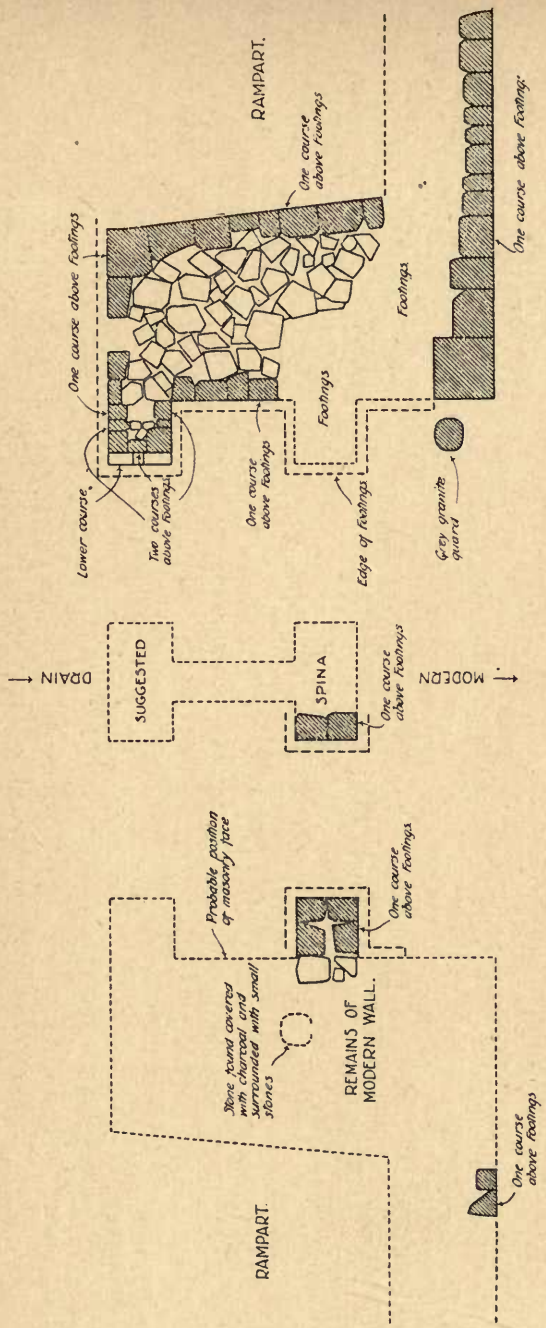 RAMPART.
One course
above Footings
One course above Footings
Lower course.
Two courses
above Footings
One course
above Footings
Footings
Footings.
Edge of Footings
Grey granite
guard
One course above Footings
DRAIN
SUGGESTED
SPINA
MODERN
One course
above Footings
Probable position
of masonry face
Stone found covered
with charcoal and
surrounded with small
stones
REMAINS OF
MODERN WALL.
One course
above Footings
RAMPART.
One course
above Footings